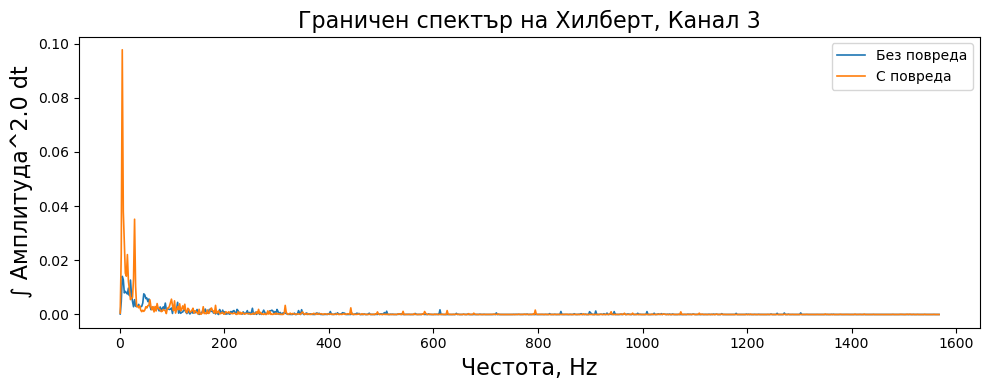 Граничен спектър на Хилберт, Канал 3
∫ Амплитуда^2.0 dt
0.10
0.08
0.06
0.04
0.02
0.00
Без повреда
С повреда
0 200 400 600 800 1000 1200 1400 1600
Честота, Hz